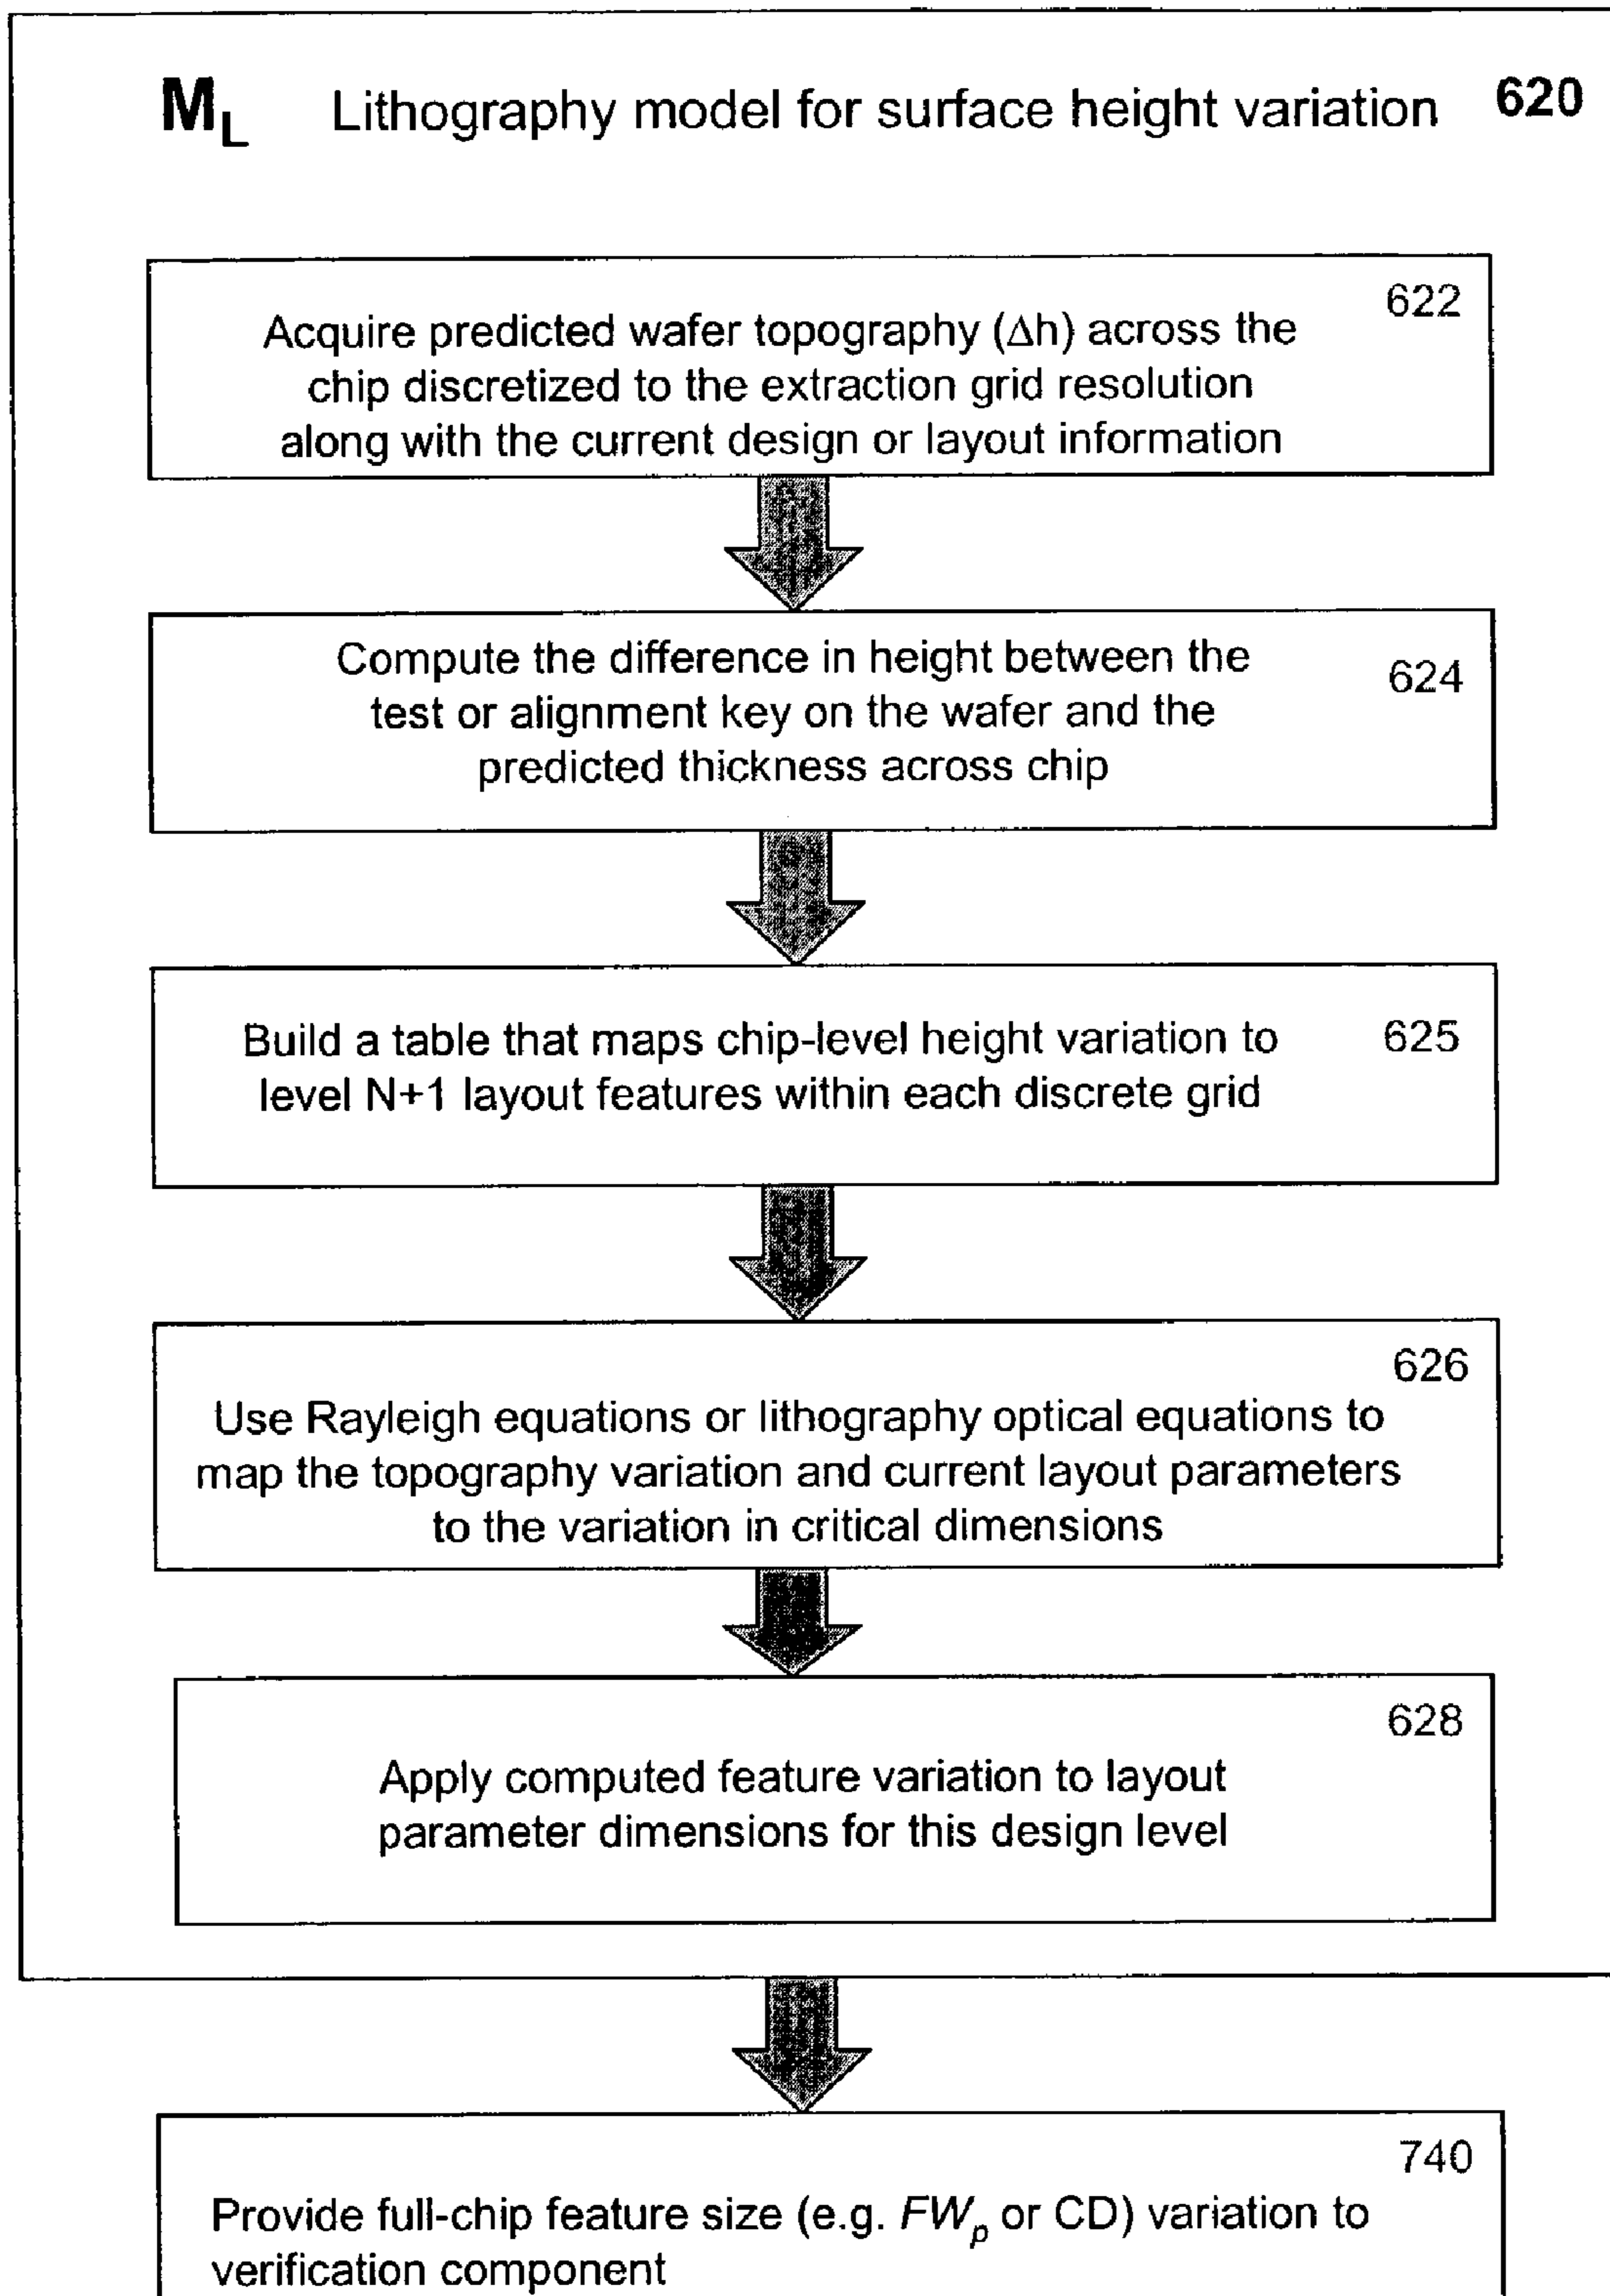 M_L Lithography model for surface height variation 620
622
Acquire predicted wafer topography (Δh) across the
chip discretized to the extraction grid resolution
along with the current design or layout information
Compute the difference in height between the
624
test or alignment key on the wafer and the
predicted thickness across chip
Build a table that maps chip-level height variation to 625
level N+1 layout features within each discrete grid
626
Use Rayleigh equations or lithography optical equations to
map the topography variation and current layout parameters
to the variation in critical dimensions
628
Apply computed feature variation to layout
parameter dimensions for this design level
740
Provide full-chip feature size (e.g. FW_p or CD) variation to
verification component